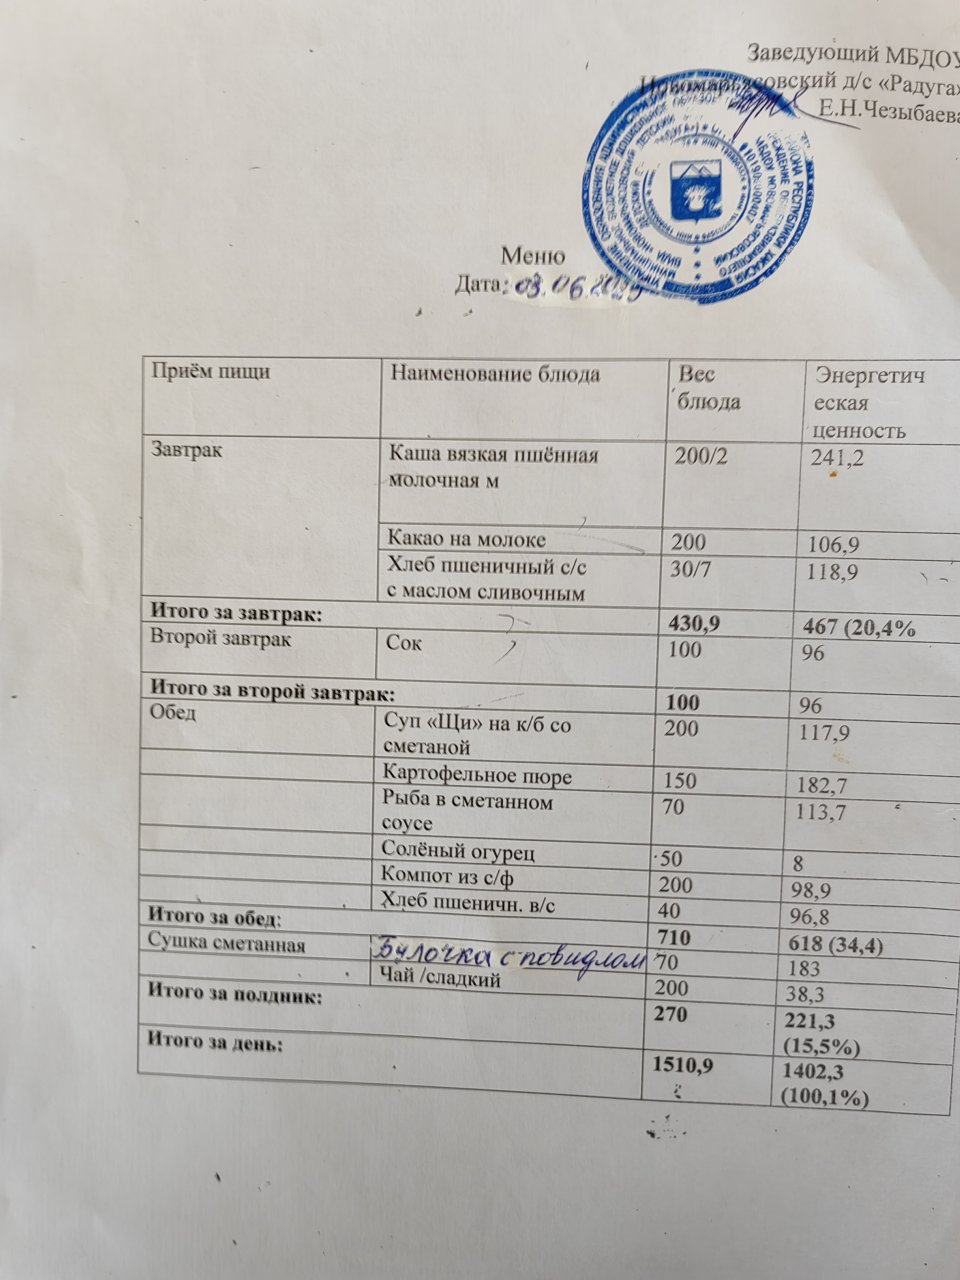 Заведующий МБДОУ
Новомарьясовский д/с «Радуга»
Е.Н.Чезыбаева
Меню
Дата: 03.06.20
Приём пищи
Наименование блюда
Вес
блюда
Энергетич
еская
ценность
Завтрак
Каша вязкая пшённая
молочная м
200/2
241,2
Какао на молоке
200
106,9
Хлеб пшеничный с/с
с маслом сливочным
30/7
118,9
Итого за завтрак:
430,9
467 (20,4%
Второй завтрак
Сок
100
96
Итого за второй завтрак:
100
96
Обед
Суп «Щи» на к/б со
сметаной
200
117,9
Картофельное пюре
150
182,7
Рыба в сметанном
соусе
70
113,7
Солёный огурец
50
8
Компот из с/ф
200
98,9
Хлеб пшеничн. в/с
40
96,8
Итого за обед:
710
618 (34,4)
Сушка сметанная
Булочка с повидлом
70
183
Чай /сладкий
200
38,3
Итого за полдник:
270
221,3
(15,5%)
Итого за день:
1510,9
1402,3
(100,1%)